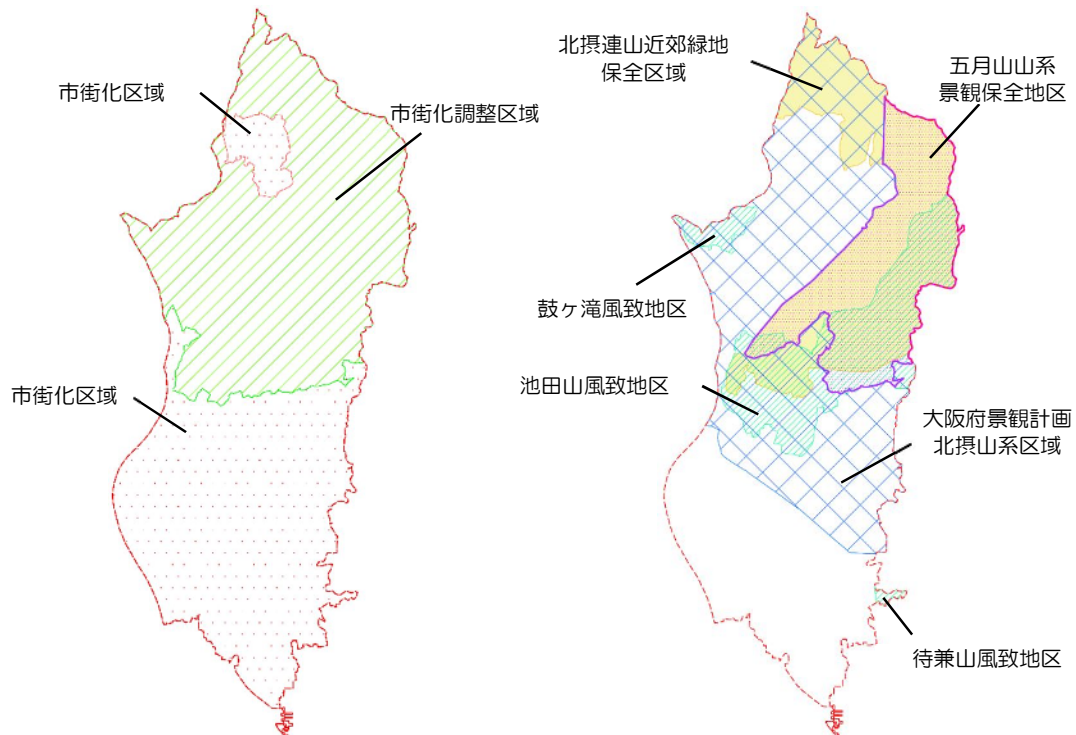 市街化区域
市街化調整区域
市街化区域
北摂連山近郊緑地
保全区域
五月山山系
景観保全地区
鼓ヶ滝風致地区
池田山風致地区
大阪府景観計画
北摂山系区域
待兼山風致地区